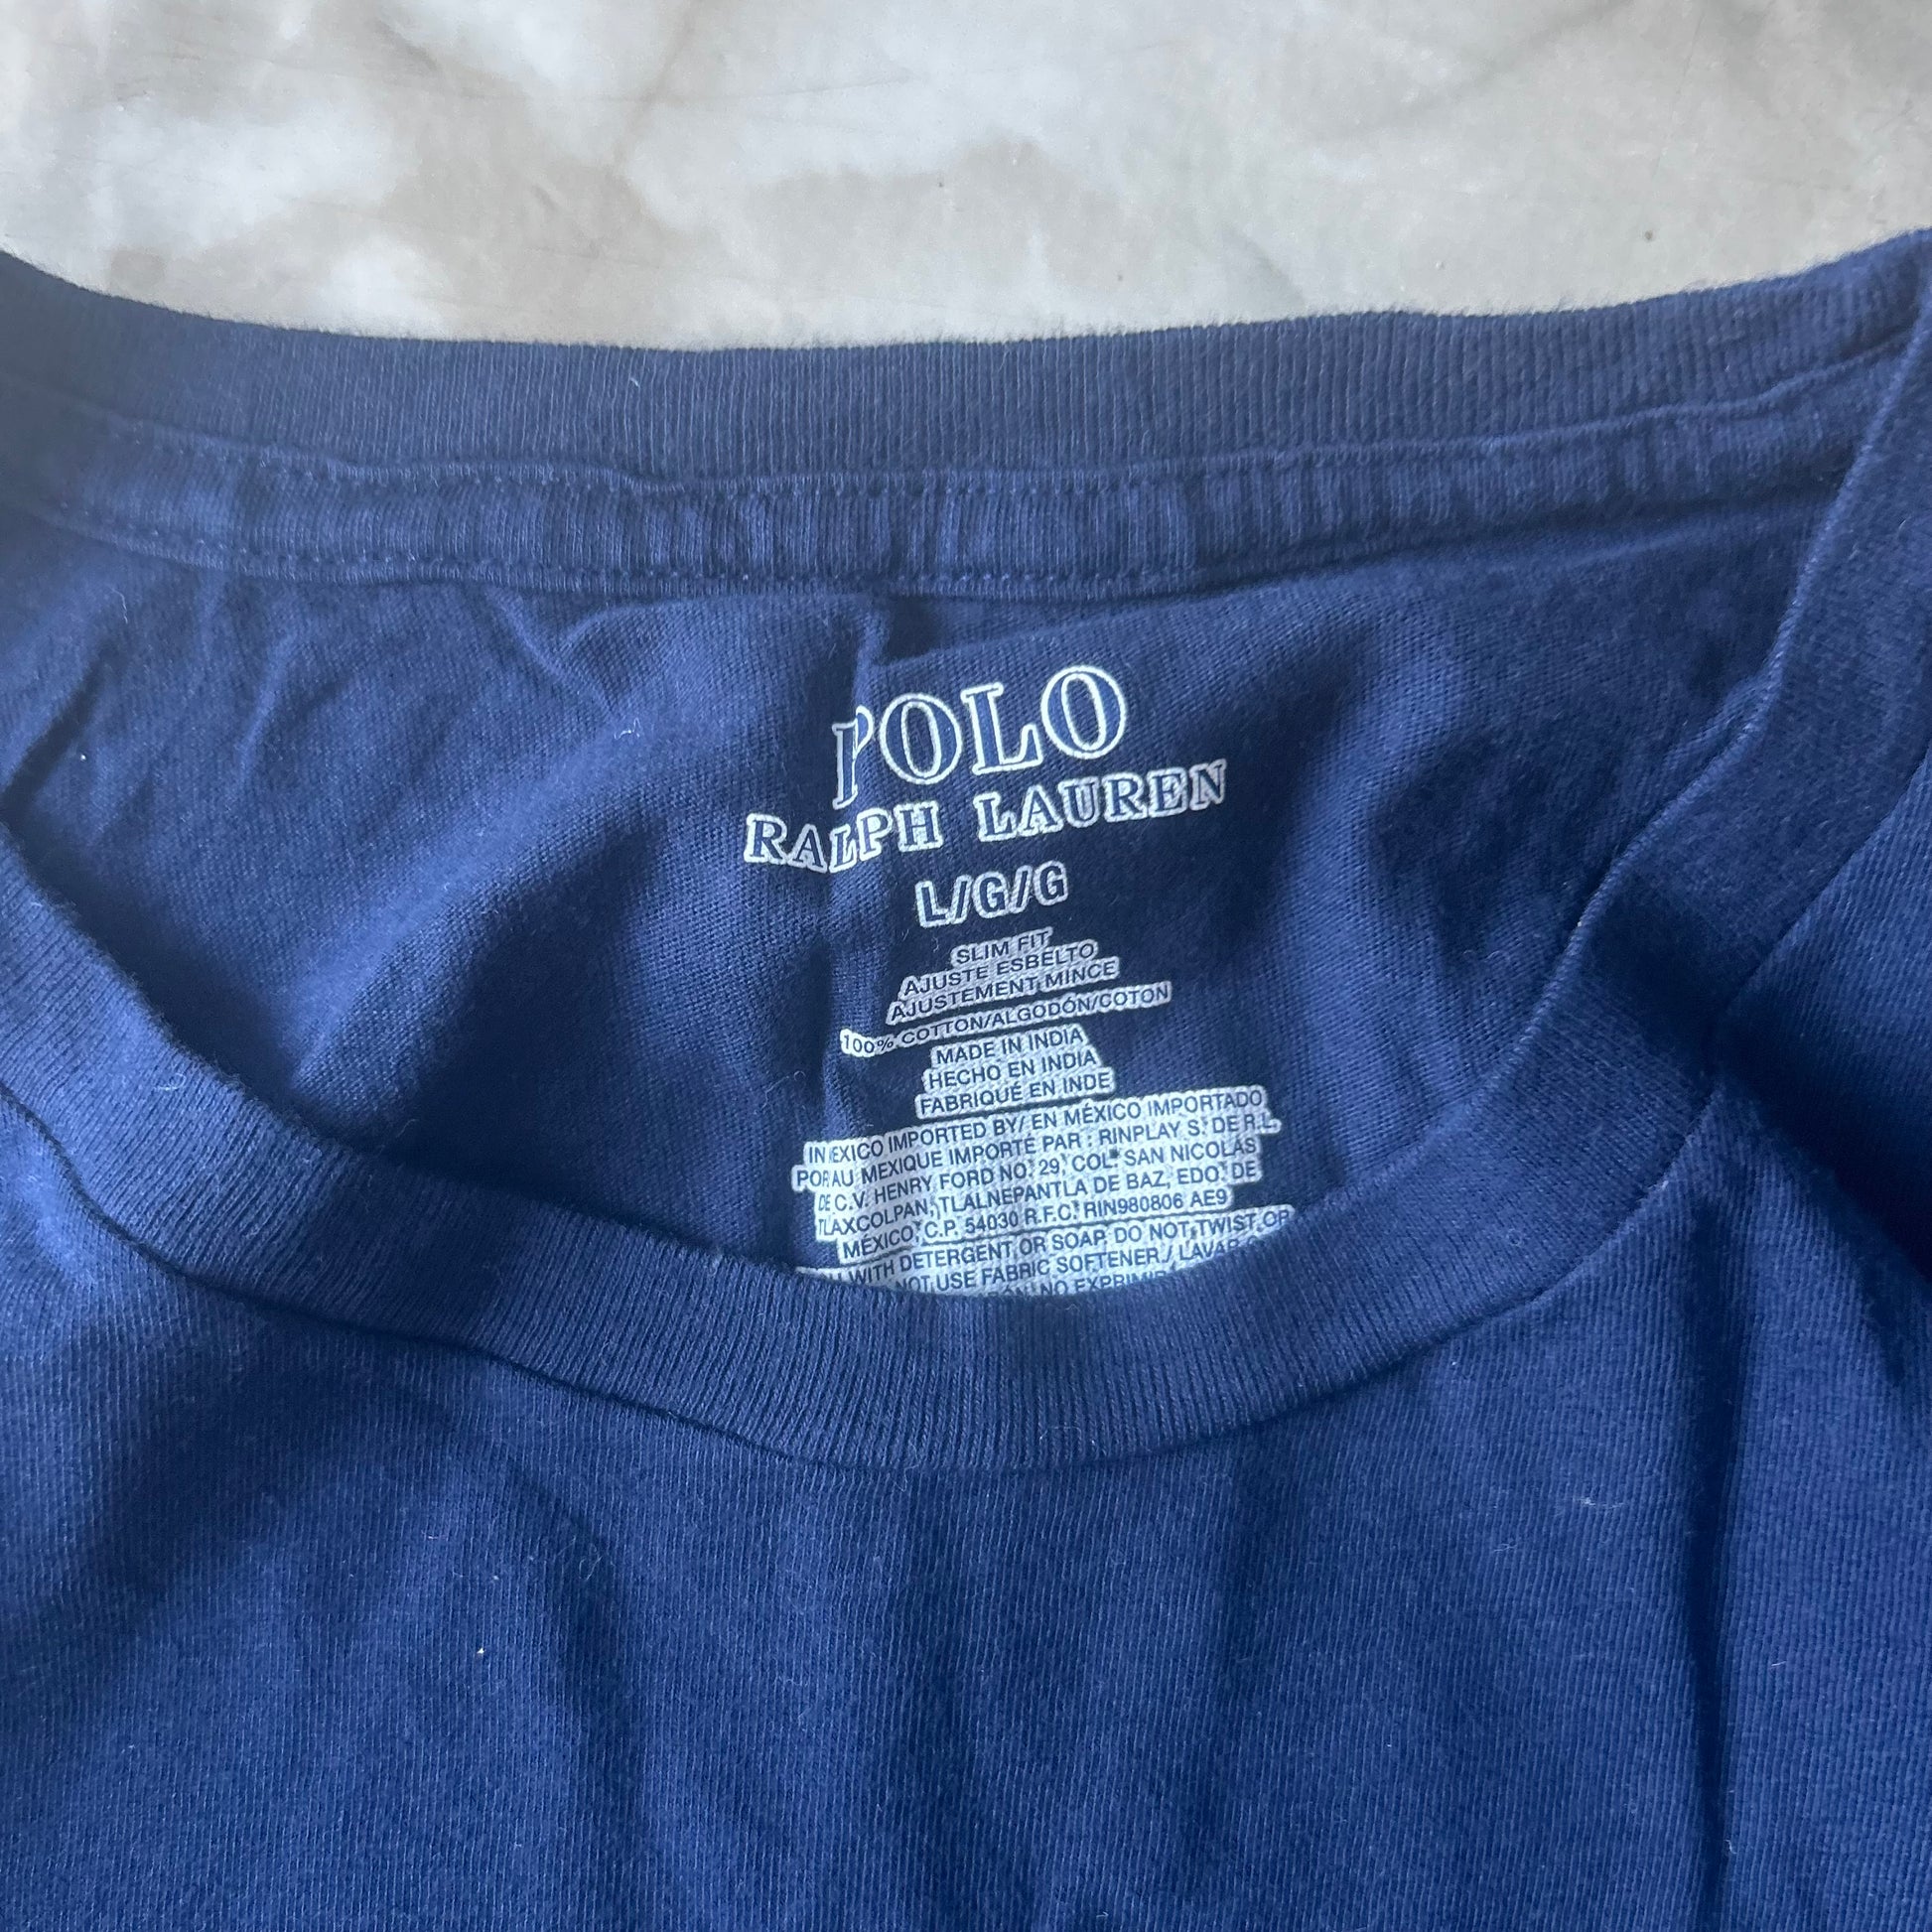 POLO
RALPH LAUREN
L/G/G
SLIM FIT
AJUSTE ESBELTO
AJUSTEMENT MINCE
100% COTTON/ALGODÓN/COTON
MADE IN INDIA
HECHO EN INDIA
FABRIQUÉ EN INDE
IN EXICO IMPORTED BY/ EN MÉXICO IMPORTADO
POR AU MEXIQUE IMPORTÉ PAR : RINPLAY S. DE R.L.
DE C.V. HENRY FORD NO. 29, COL. SAN NICOLÁS
TLAXCOLPAN, TLALNEPANTLA DE BAZ, EDO. DE
MÉXICO, C.P. 54030 R.F.C. RIN980806 AE9
WITH DETERGENT OR SOAP. DO NOT TWIST OR
NOT USE FABRIC SOFTENER./ LAVAR
NO EXPRIMIR